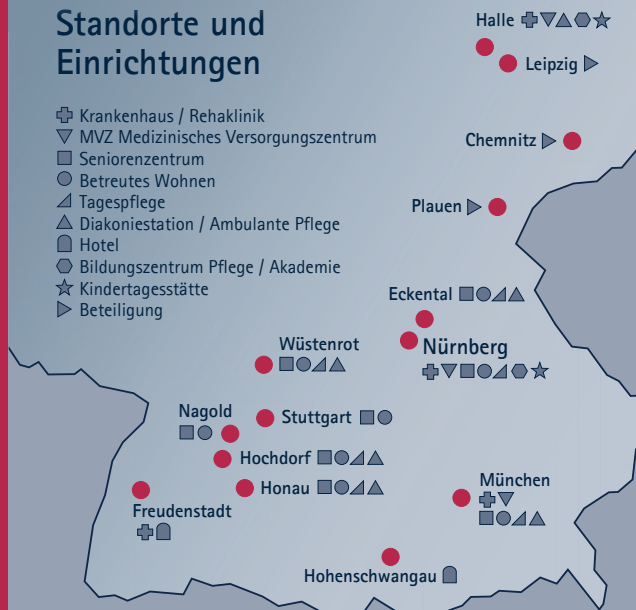 Standorte und
Einrichtungen
Krankenhaus / Rehaklinik
MVZ Medizinisches Versorgungszentrum
Seniorenzentrum
Betreutes Wohnen
Tagespflege
Diakoniestation / Ambulante Pflege
Hotel
Bildungszentrum Pflege / Akademie
Kindertagesstätte
Beteiligung
Halle
Leipzig
Chemnitz
Plauen
Eckental
Nürnberg
Wüstenrot
Nagold
Stuttgart
Hochdorf
Honau
Freudenstadt
München
Hohenschwangau